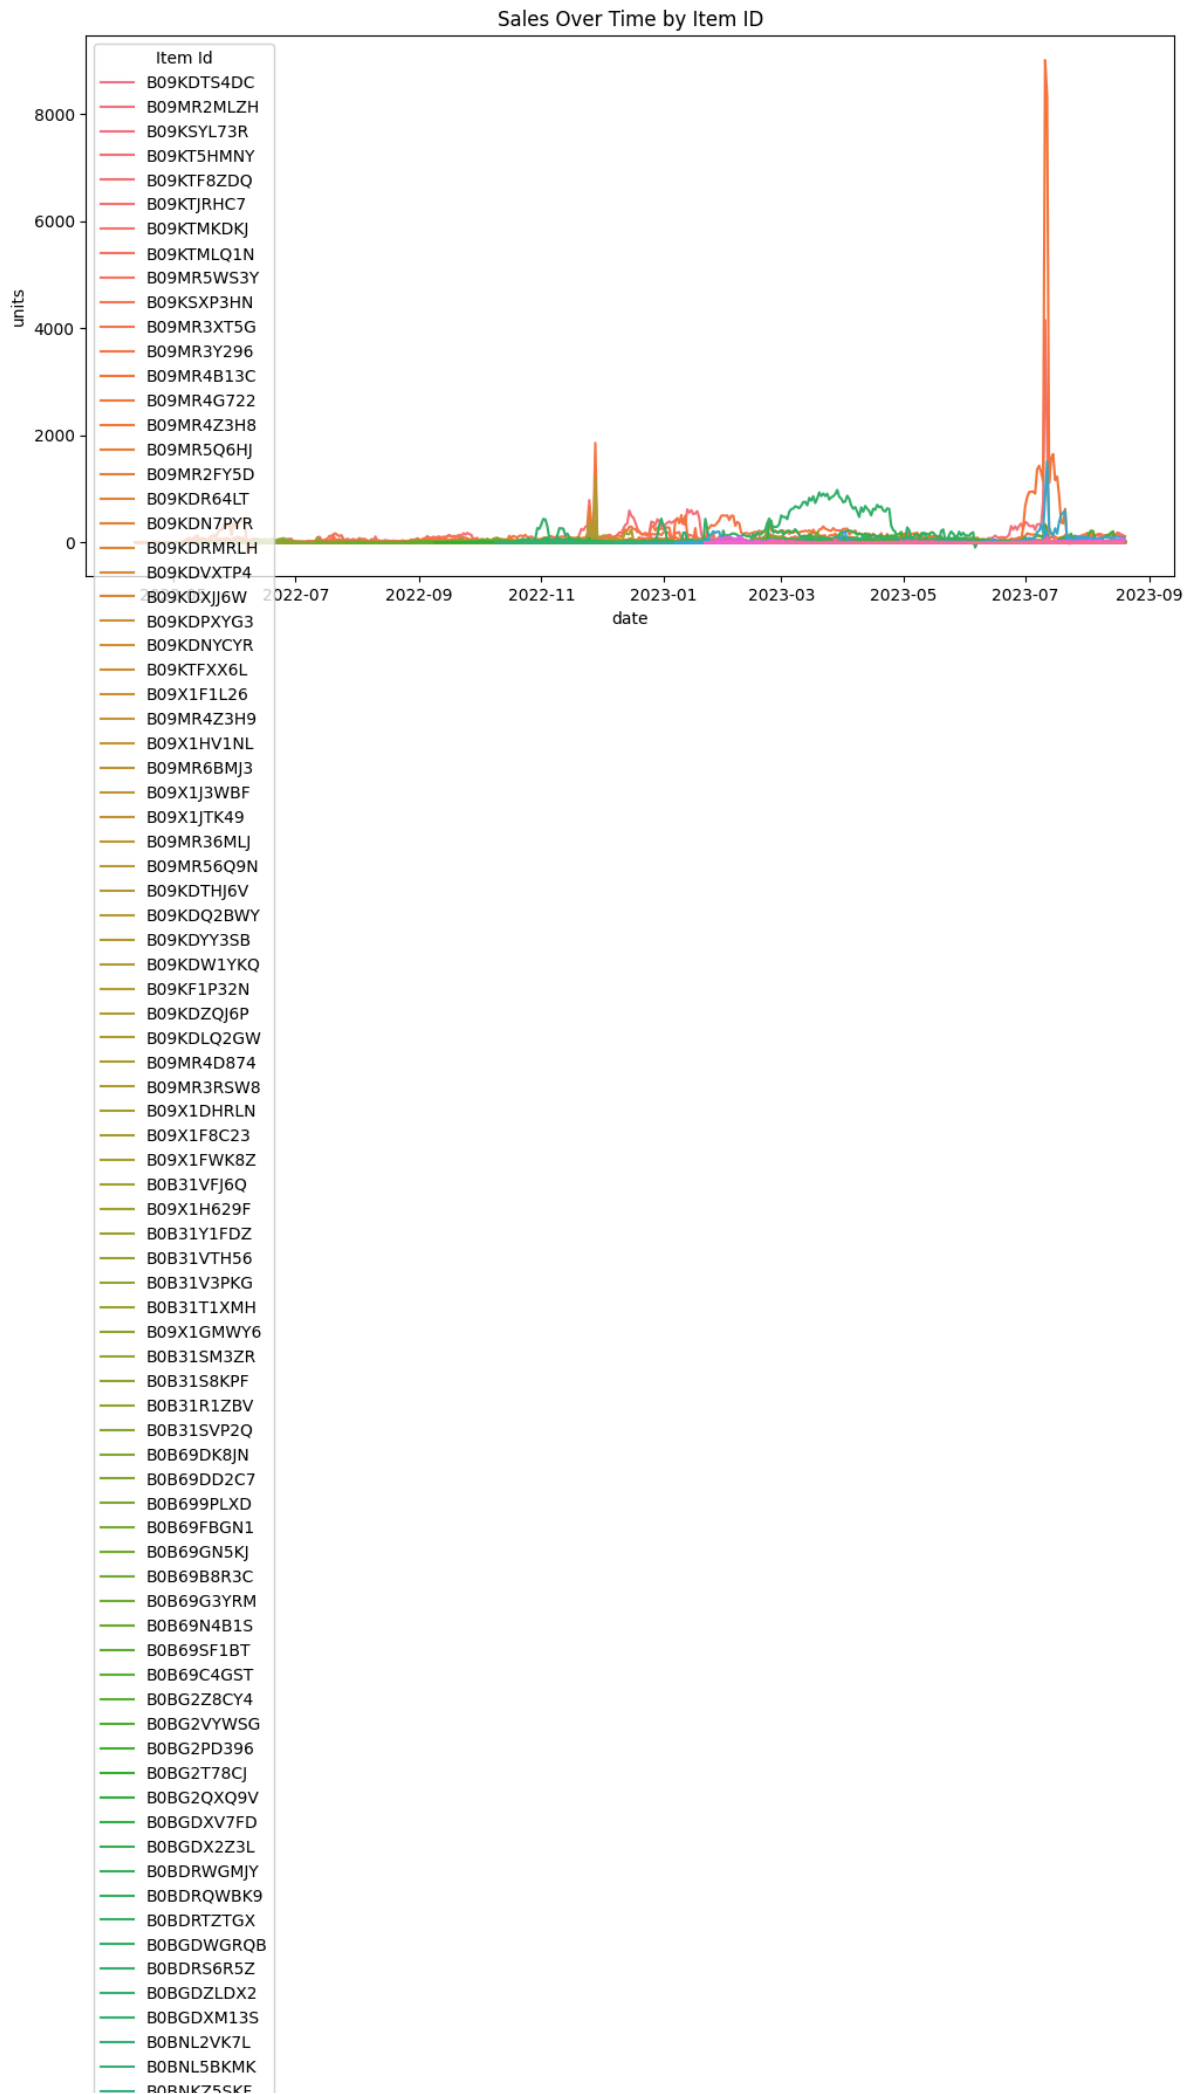 Sales Over Time by Item ID
Item Id
B09KDTS4DC
B09MR2MLZH
B09KSYL73R
B09KT5HMNY
B09KTF8ZDQ
B09KTJRHC7
B09KTMKDKJ
B09KTMLQ1N
B09MR5WS3Y
B09KSXP3HN
B09MR3XT5G
B09MR3Y296
B09MR4B13C
B09MR4G722
B09MR4Z3H8
B09MR5Q6HJ
B09MR2FY5D
B09KDR64LT
B09KDN7PYR
B09KDRMRLH
B09KDVXTP4
B09KDXJJ6W
B09KDPXYG3
B09KDNYCYR
B09KTFXX6L
B09X1F1L26
B09MR4Z3H9
B09X1HV1NL
B09MR6BMJ3
B09X1J3WBF
B09X1JTK49
B09MR36MLJ
B09MR56Q9N
B09KDTHJ6V
B09KDQ2BWY
B09KDYY3SB
B09KDW1YKQ
B09KF1P32N
B09KDZQJ6P
B09KDLQ2GW
B09MR4D874
B09MR3RSW8
B09X1DHRLN
B09X1F8C23
B09X1FWK8Z
B0B31VFJ6Q
B09X1H629F
B0B31Y1FDZ
B0B31VTH56
B0B31V3PKG
B0B31T1XMH
B09X1GMWY6
B0B31SM3ZR
B0B31S8KPF
B0B31R1ZBV
B0B31SVP2Q
B0B69DK8JN
B0B69DD2C7
B0B699PLXD
B0B69FBGN1
B0B69GN5KJ
B0B69B8R3C
B0B69G3YRM
B0B69N4B1S
B0B69SF1BT
B0B69C4GST
B0BG2Z8CY4
B0BG2VYWSG
B0BG2PD396
B0BG2T78CJ
B0BG2QXQ9V
B0BGDXV7FD
B0BGDX2Z3L
B0BDRWGMJY
B0BDRQWBK9
B0BDRTZTGX
B0BGDWGRQB
B0BDRS6R5Z
B0BGDZLDX2
B0BGDXM13S
B0BNL2VK7L
B0BNL5BKMK
8000
6000
4000
2000
0
units
2022-07 2022-09 2022-11 2023-01 2023-03 2023-05 2023-07 2023-09
date